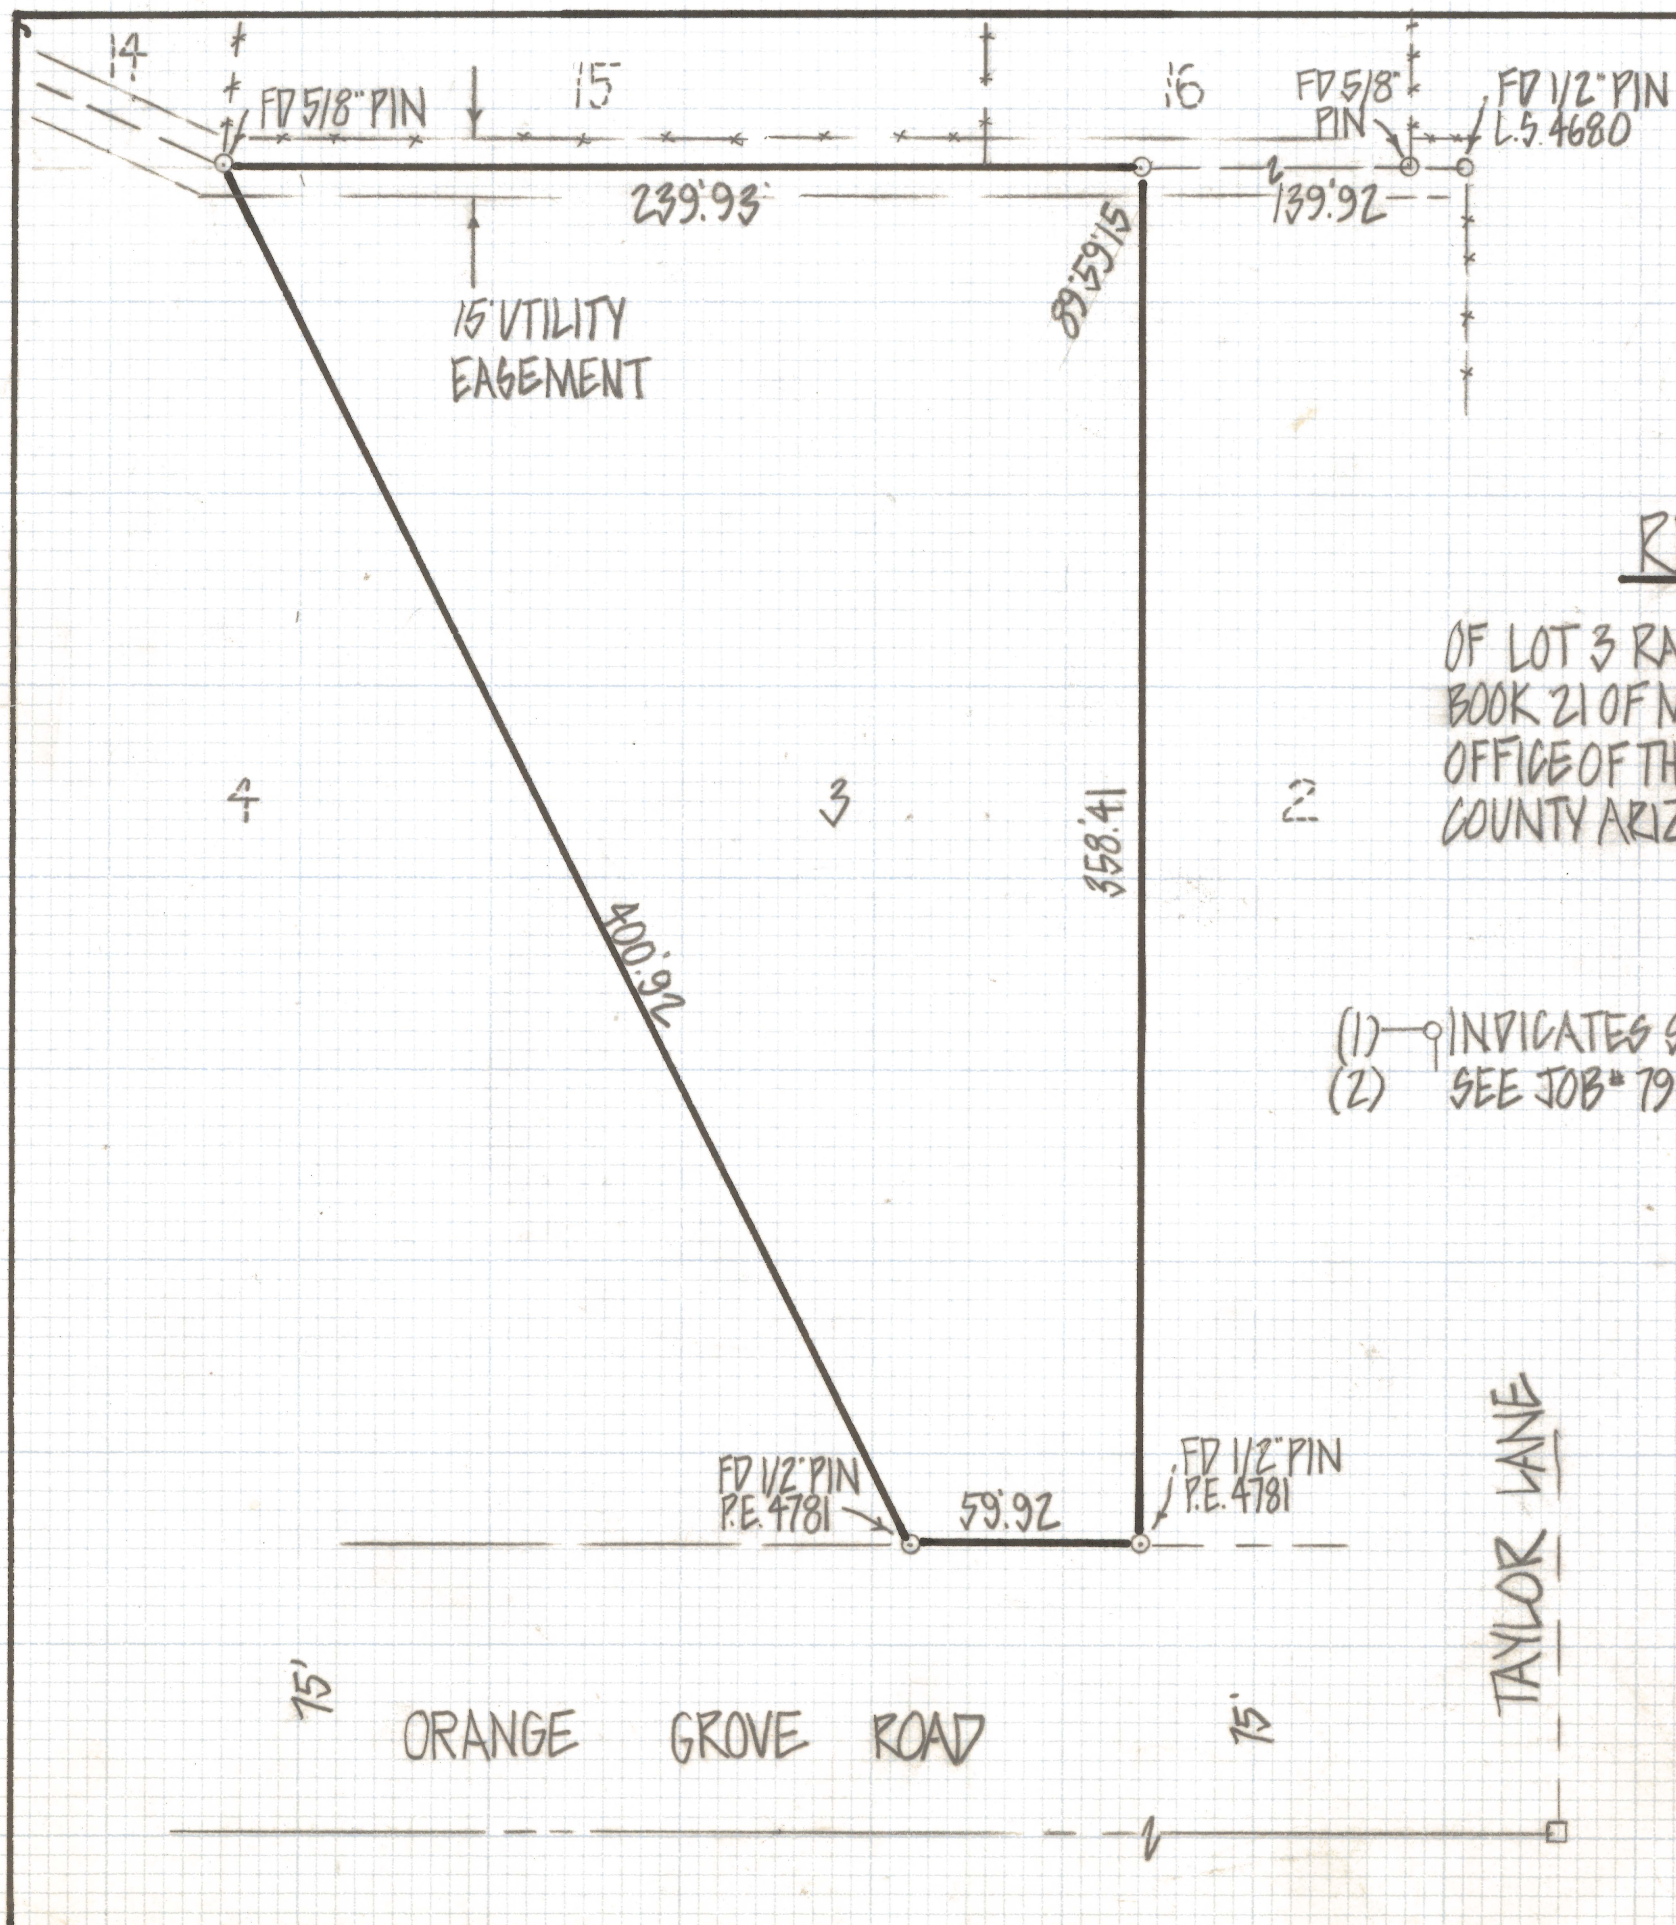 14
15
16
FD 5/8" PIN
FD 5/8"
PIN
FD 1/2" PIN
L.S. 4680
239.'93
139.'92
89°59'15
15' UTILITY
EASEMENT
R
OF LOT 3 RA
BOOK 21 OF M
OFFICE OF TH
COUNTY ARIZ
4
3
2
358.'41
400.'92
(1) INDICATES S
(2) SEE JOB # 79
FD 1/2" PIN
P.E. 4781
59.'92
FD 1/2" PIN
P.E. 4781
TAYLOR LANE
75'
75'
ORANGE GROVE ROAD